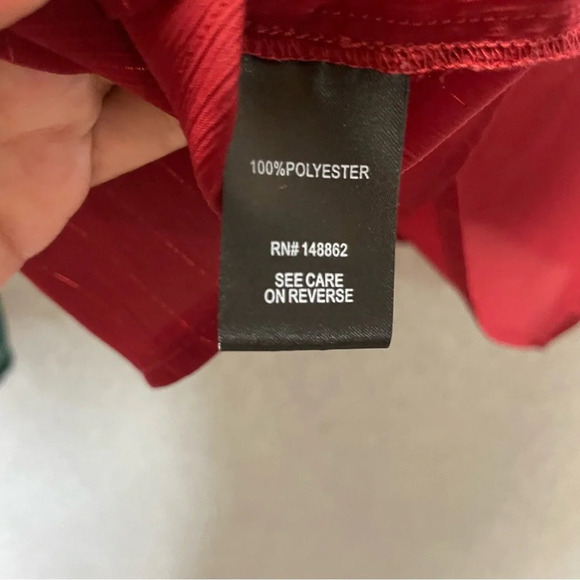 100%POLYESTER
RN# 148862
SEE CARE
ON REVERSE